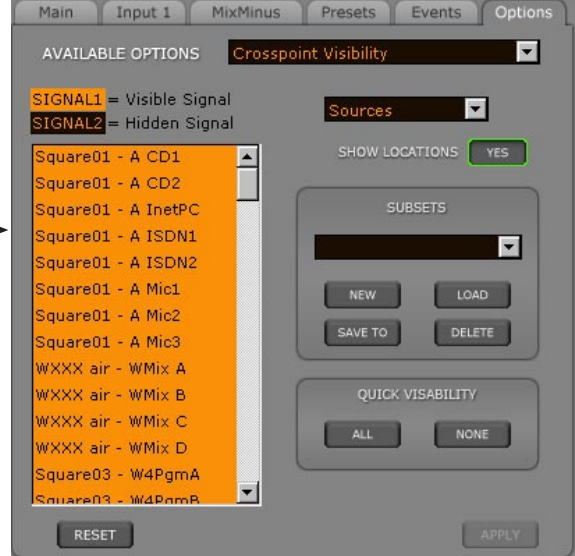 Main Input 1 MixMinus Presets Events Options
AVAILABLE OPTIONS Crosspoint Visibility
SIGNAL1 = Visible Signal
SIGNAL2 = Hidden Signal
Sources
SHOW LOCATIONS YES
Square01 - A CD1
Square01 - A CD2
Square01 - A InetPC
Square01 - A ISDN1
Square01 - A ISDN2
Square01 - A Mic1
Square01 - A Mic2
Square01 - A Mic3
WXXX air - WMix A
WXXX air - WMix B
WXXX air - WMix C
WXXX air - WMix D
Square03 - W4PgmA
Square03 - W4PgmB
SUBSETS
NEW LOAD
SAVE TO DELETE
QUICK VISABILITY
ALL NONE
RESET APPLY